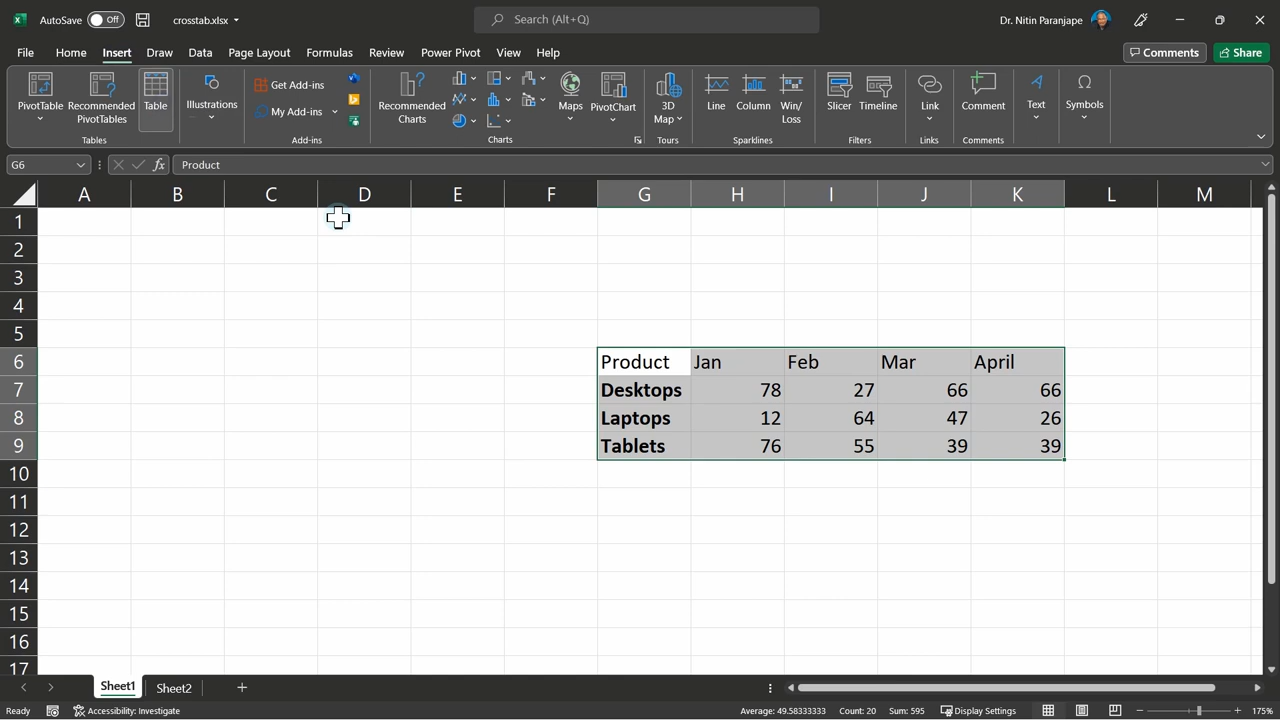 AutoSave Off crosstab.xlsx Search (Alt+Q) Dr. Nitin Paranjape
File Home Insert Draw Data Page Layout Formulas Review Power Pivot View Help Comments Share
PivotTable Recommended PivotTables Table Illustrations Get Add-ins My Add-ins Recommended Charts Maps PivotChart 3D Map Line Column Win/Loss Slicer Timeline Link Comment Text Symbols
Tables Add-ins Charts Tours Sparklines Filters Links Comments
G6 fx Product
A B C D E F G H I J K L M
1
2
3
4
5
6 Product Jan Feb Mar April
7 Desktops 78 27 66 66
8 Laptops 12 64 47 26
9 Tablets 76 55 39 39
10
11
12
13
14
15
16
17
Sheet1 Sheet2
Ready Accessibility: Investigate Average: 49.58333333 Count: 20 Sum: 595 Display Settings 175%